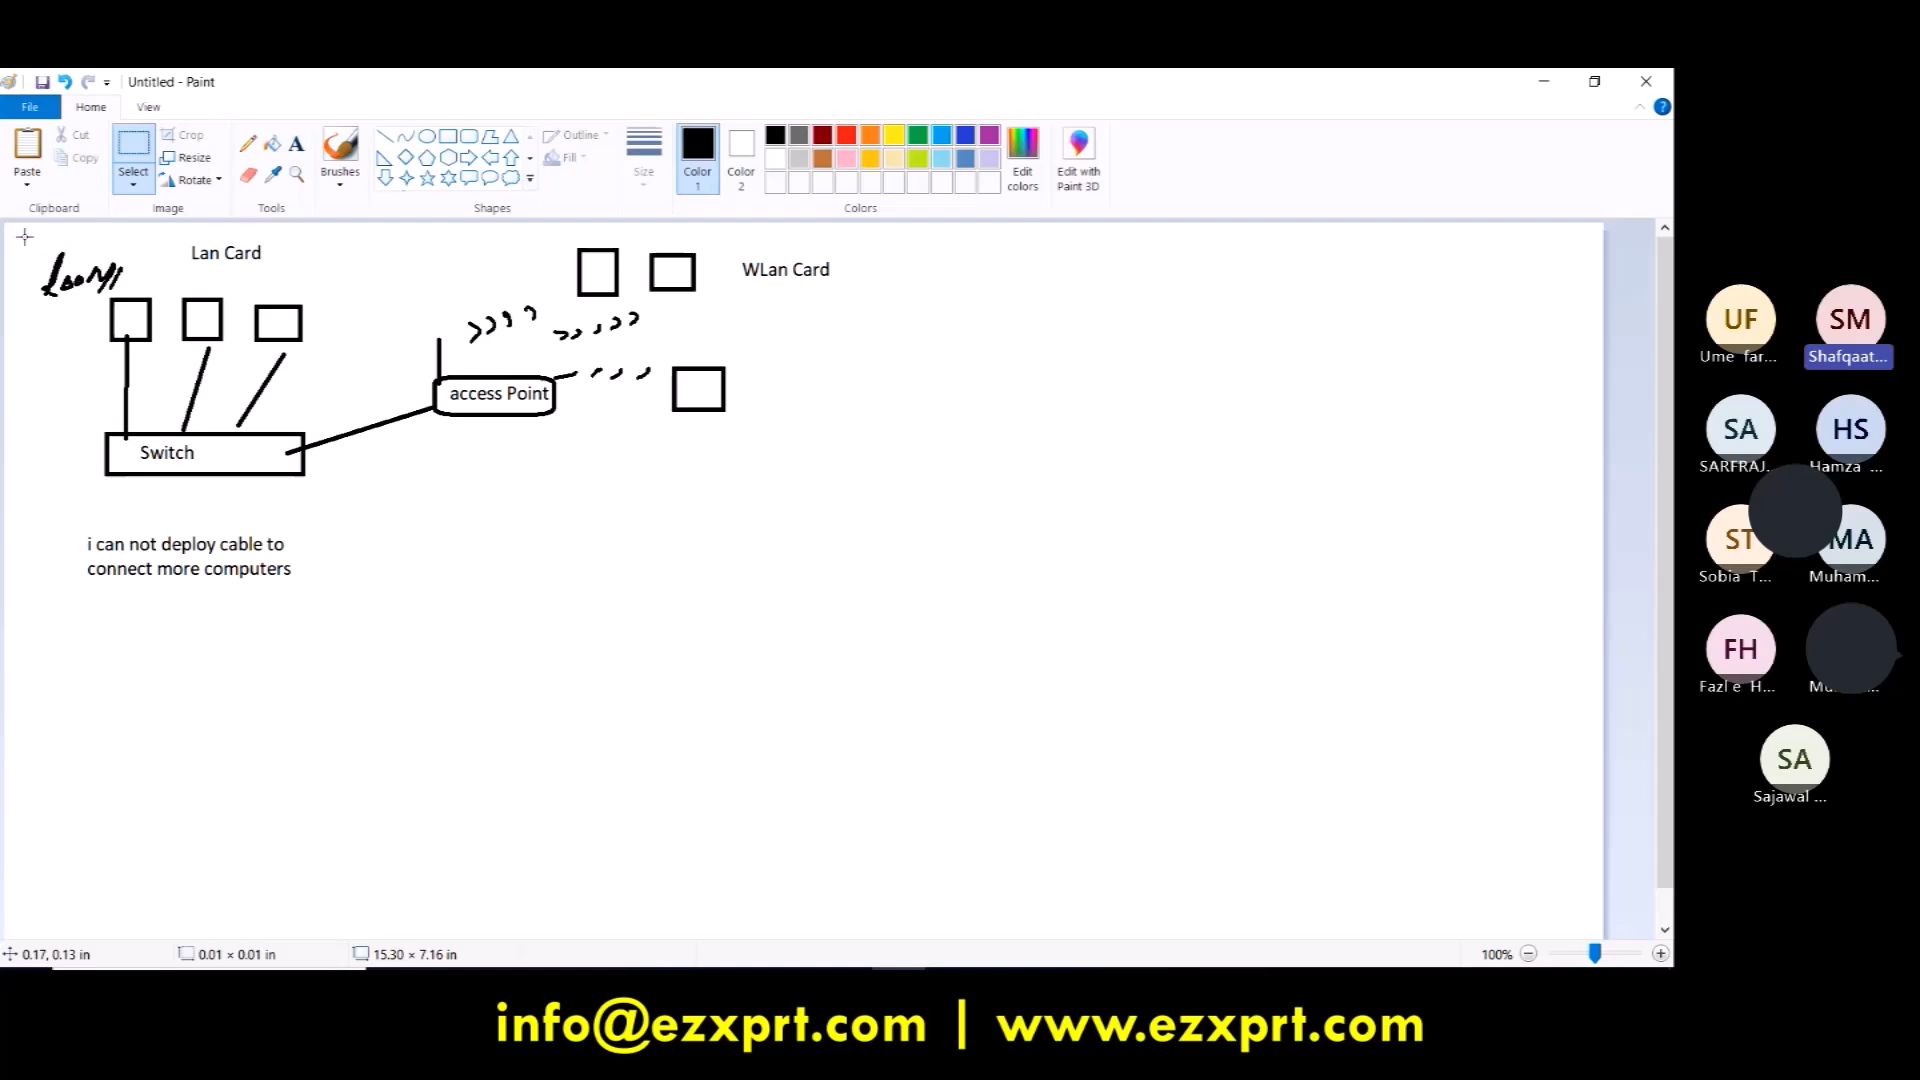 Untitled - Paint
File
Home
View
Paste
Cut
Copy
Clipboard
Select
Crop
Resize
Rotate
Image
Tools
Brushes
Shapes
Outline
Fill
Size
Color 1
Color 2
Edit colors
Colors
Edit with Paint 3D
Lan Card
WLan Card
access Point
Switch
i can not deploy cable to
connect more computers
0.17, 0.13 in
0.01 × 0.01 in
15.30 × 7.16 in
100%
UF
Ume far...
SM
Shafqaat...
SA
SARFRAJ...
HS
Hamza ...
ST
Sobia T...
MA
Muham...
FH
Fazl e H...
SA
Sajawal ...
info@ezxprt.com | www.ezxprt.com